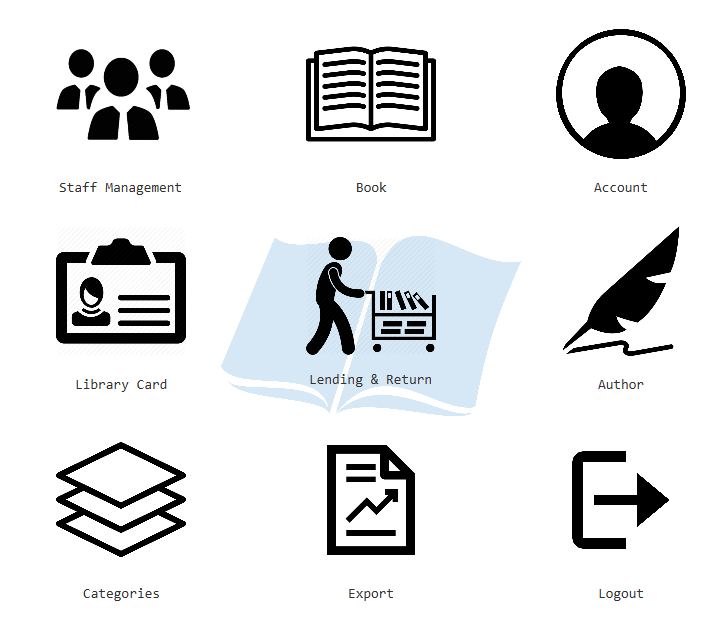 Staff Management
Book
Account
Library Card
Lending & Return
Author
Categories
Export
Logout